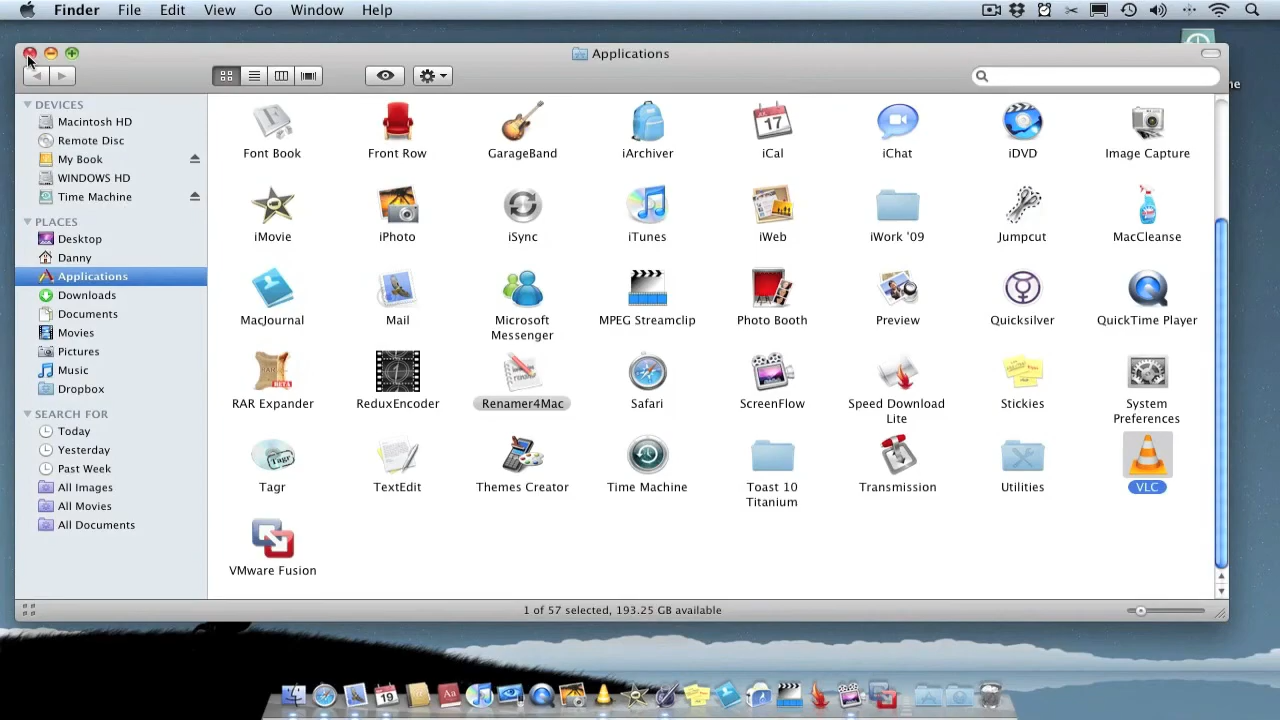 Finder File Edit View Go Window Help
Applications
DEVICES
Macintosh HD
Remote Disc
My Book
WINDOWS HD
Time Machine
PLACES
Desktop
Danny
Applications
Downloads
Documents
Movies
Pictures
Music
Dropbox
SEARCH FOR
Today
Yesterday
Past Week
All Images
All Movies
All Documents
Font Book Front Row GarageBand iArchiver iCal iChat iDVD Image Capture
iMovie iPhoto iSync iTunes iWeb iWork '09 Jumpcut MacCleanse
MacJournal Mail Microsoft Messenger MPEG Streamclip Photo Booth Preview Quicksilver QuickTime Player
RAR Expander ReduxEncoder Renamer4Mac Safari ScreenFlow Speed Download Lite Stickies System Preferences
Tagr TextEdit Themes Creator Time Machine Toast 10 Titanium Transmission Utilities VLC
VMware Fusion
1 of 57 selected, 193.25 GB available
17
19
Aa